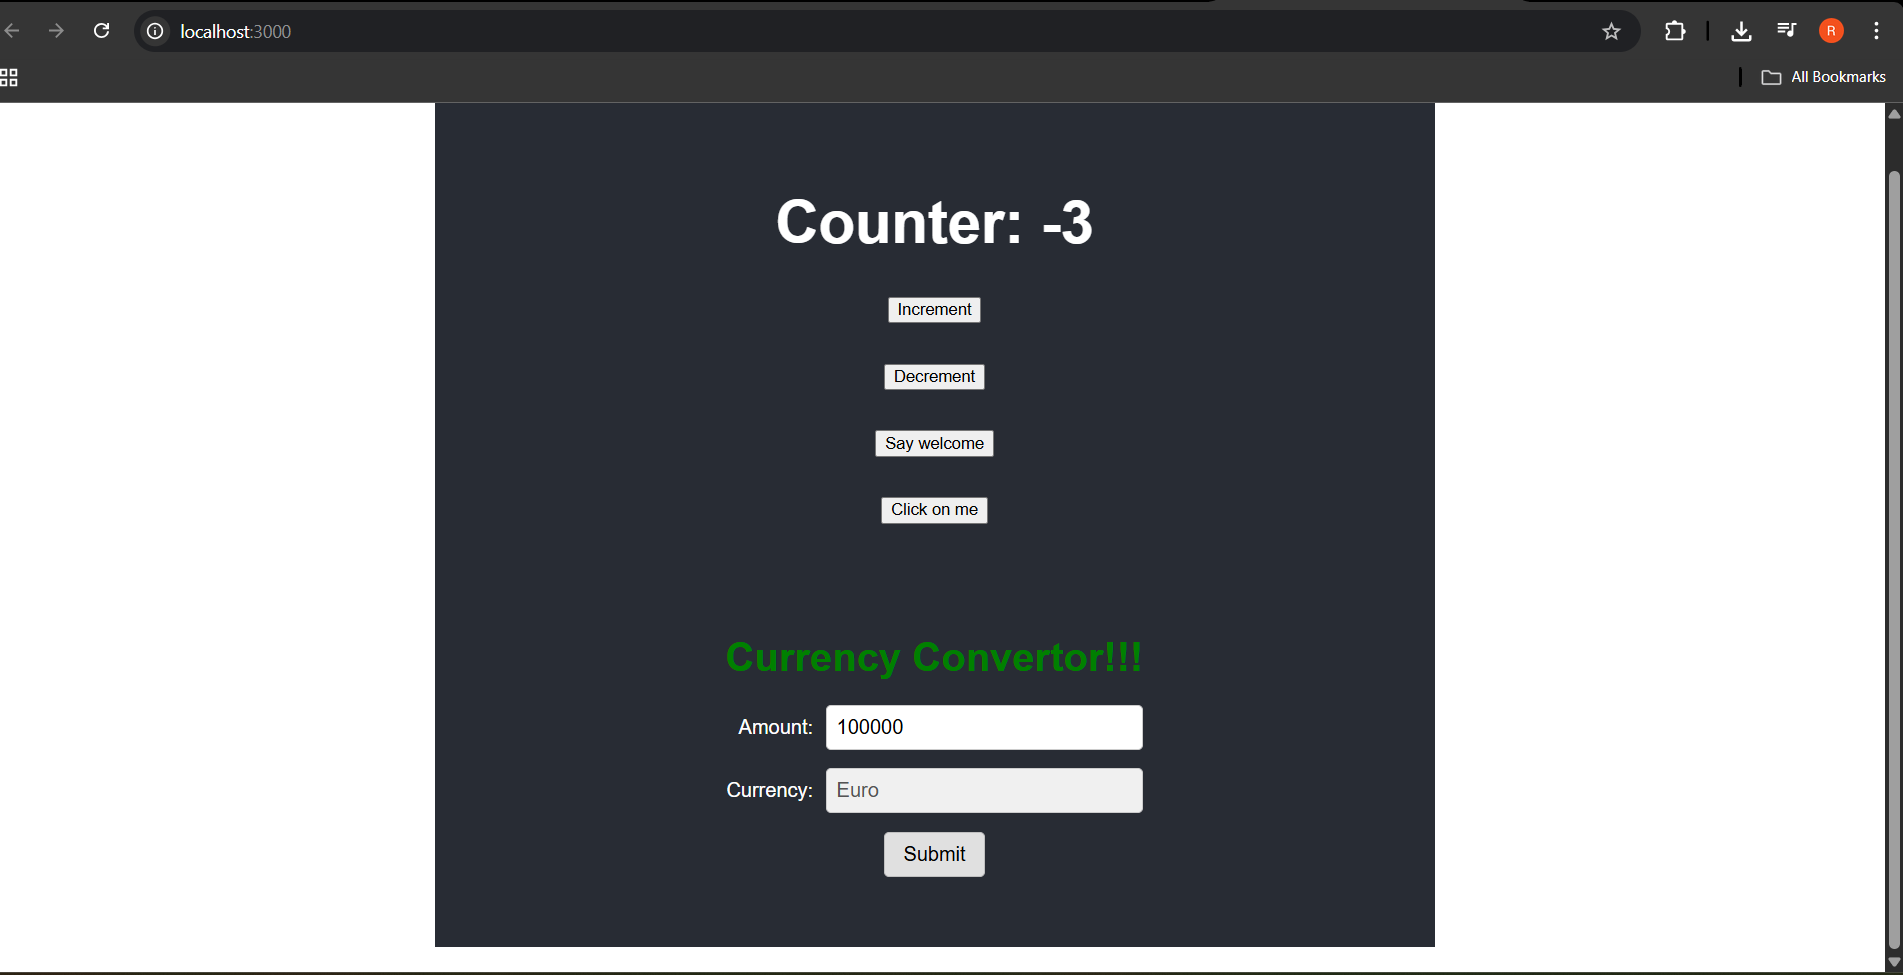 localhost:3000
R
All Bookmarks
Counter: -3
Increment
Decrement
Say welcome
Click on me
Currency Convertor!!!
Amount: 100000
Currency: Euro
Submit